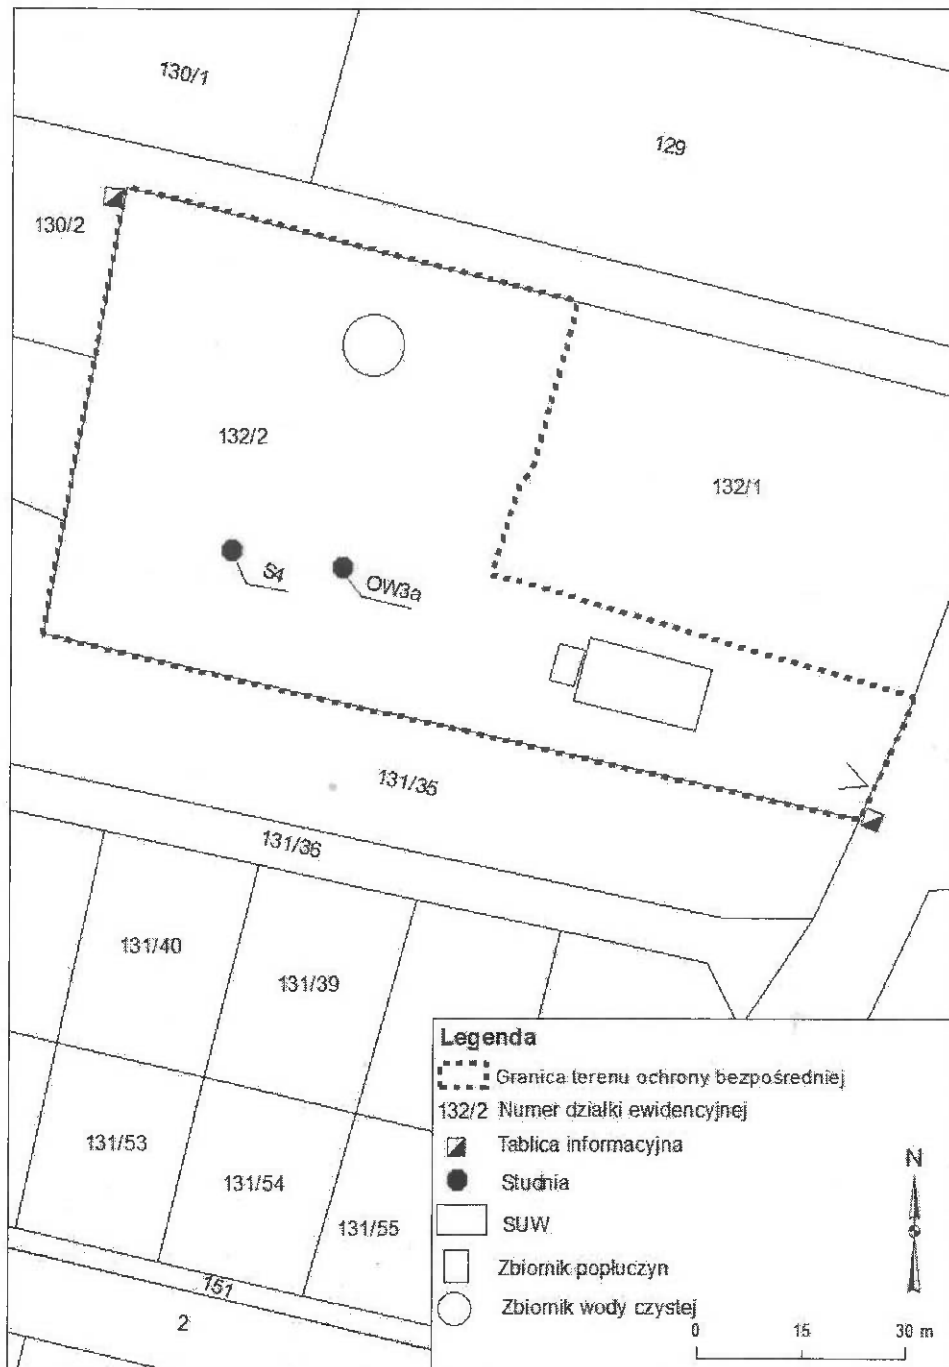 130/1
129
130/2
132/2
132/1
S4
OW3a
131/35
131/36
131/40
131/39
131/53
131/54
131/55
151
2
Legenda
Granica terenu ochrony bezpośredniej
132/2 Numer działki ewidencyjnej
Tablica informacyjna
Studnia
SUW
Zbiornik popłuczyn
Zbiornik wody czystej
N
0 15 30 m